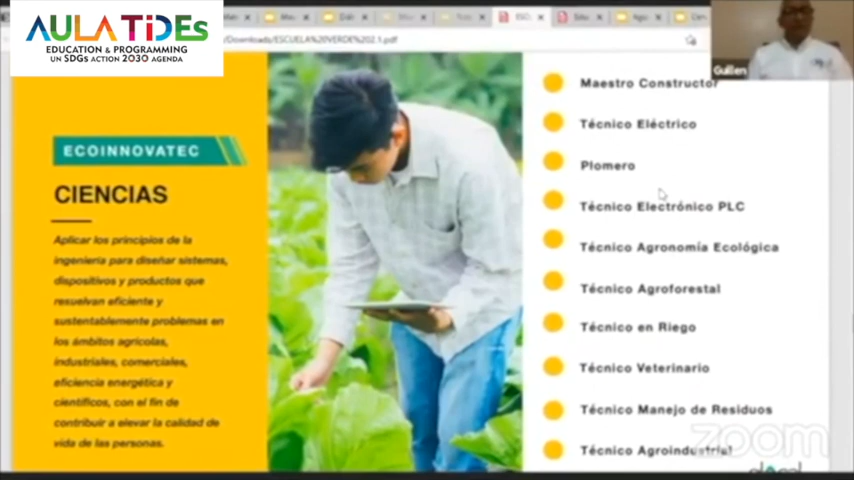 AULA TiDEs
EDUCATION & PROGRAMMING
UN SDGs ACTION 2030 AGENDA
/Downloads/ESCUELA%20VERDE%202.1.pdf
Guillen
ECOINNOVATEC
CIENCIAS
Aplicar los principios de la
ingeniería para diseñar sistemas,
dispositivos y productos que
resuelvan eficiente y
sustentablemente problemas en
los ámbitos agrícolas,
industriales, comerciales,
eficiencia energética y
científicos, con el fin de
contribuir a elevar la calidad de
vida de las personas.
Maestro Constructor
Técnico Eléctrico
Plomero
Técnico Electrónico PLC
Técnico Agronomía Ecológica
Técnico Agroforestal
Técnico en Riego
Técnico Veterinario
Técnico Manejo de Residuos
Técnico Agroindustrial
zoom